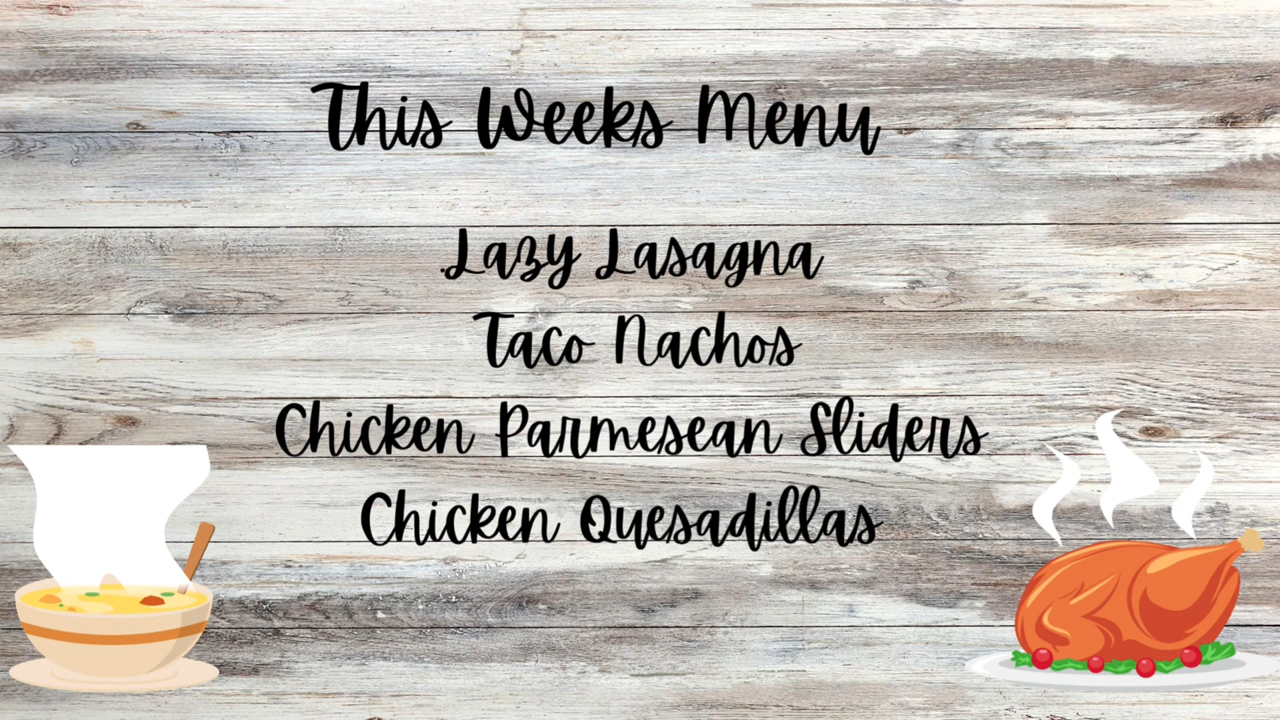 This Weeks Menu
.Lazy Lasagna
Taco Nachos
Chicken Parmesean Sliders
Chicken Quesadillas